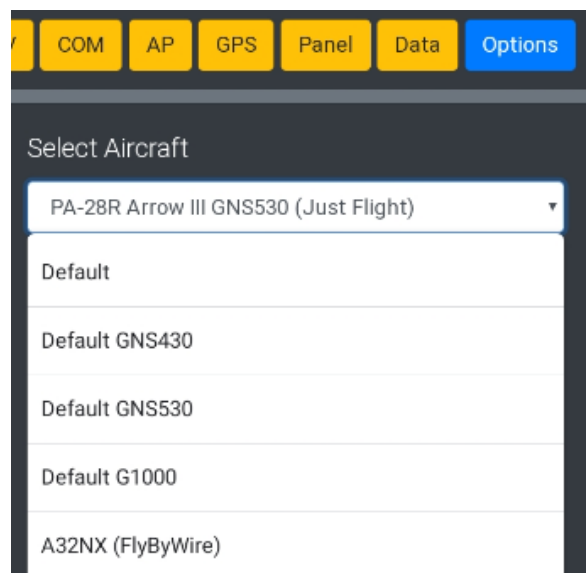 COM AP GPS Panel Data Options
Select Aircraft
PA-28R Arrow III GNS530 (Just Flight)
Default
Default GNS430
Default GNS530
Default G1000
A32NX (FlyByWire)